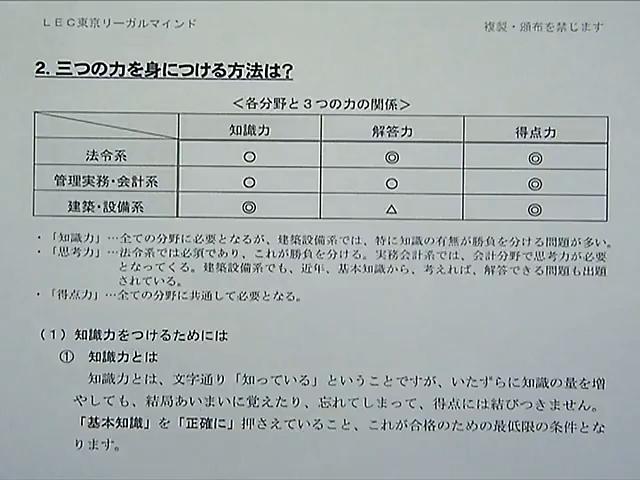 LEC東京リーガルマインド
複製・頒布を禁じます
2. 三つの力を身につける方法は?
＜各分野と3つの力の関係＞
知識力 解答力 得点力
法令系 ○ ◎ ◎
管理実務・会計系 ○ ○ ◎
建築・設備系 ◎ △ ◎
・「知識力」…全ての分野に必要となるが、建築設備系では、特に知識の有無が勝負を分ける問題が多い。
・「思考力」…法令系では必須であり、これが勝負を分ける。実務会計系では、会計分野で思考力が必要
となってくる。建築設備系でも、近年、基本知識から、考えれば、解答できる問題も出題
されている。
・「得点力」…全ての分野に共通して必要となる。
（1）知識力をつけるためには
① 知識力とは
知識力とは、文字通り「知っている」ということですが、いたずらに知識の量を増
やしても、結局あいまいに覚えたり、忘れてしまって、得点には結びつきません。
「基本知識」を「正確に」押さえていること、これが合格のための最低限の条件とな
ります。